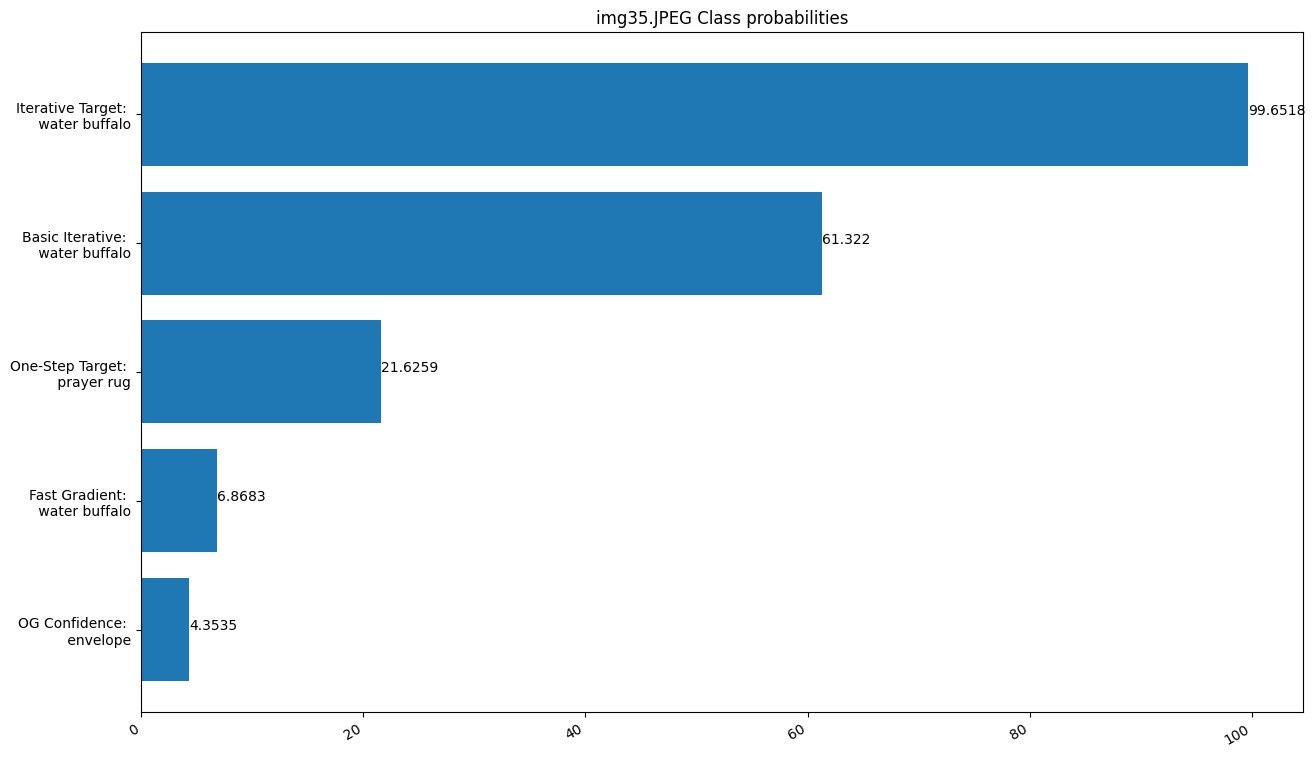 img35.JPEG Class probabilities
Iterative Target:
water buffalo
99.6518
Basic Iterative:
water buffalo
61.322
One-Step Target:
prayer rug
21.6259
Fast Gradient:
water buffalo
6.8683
OG Confidence:
envelope
4.3535
0 20 40 60 80 100